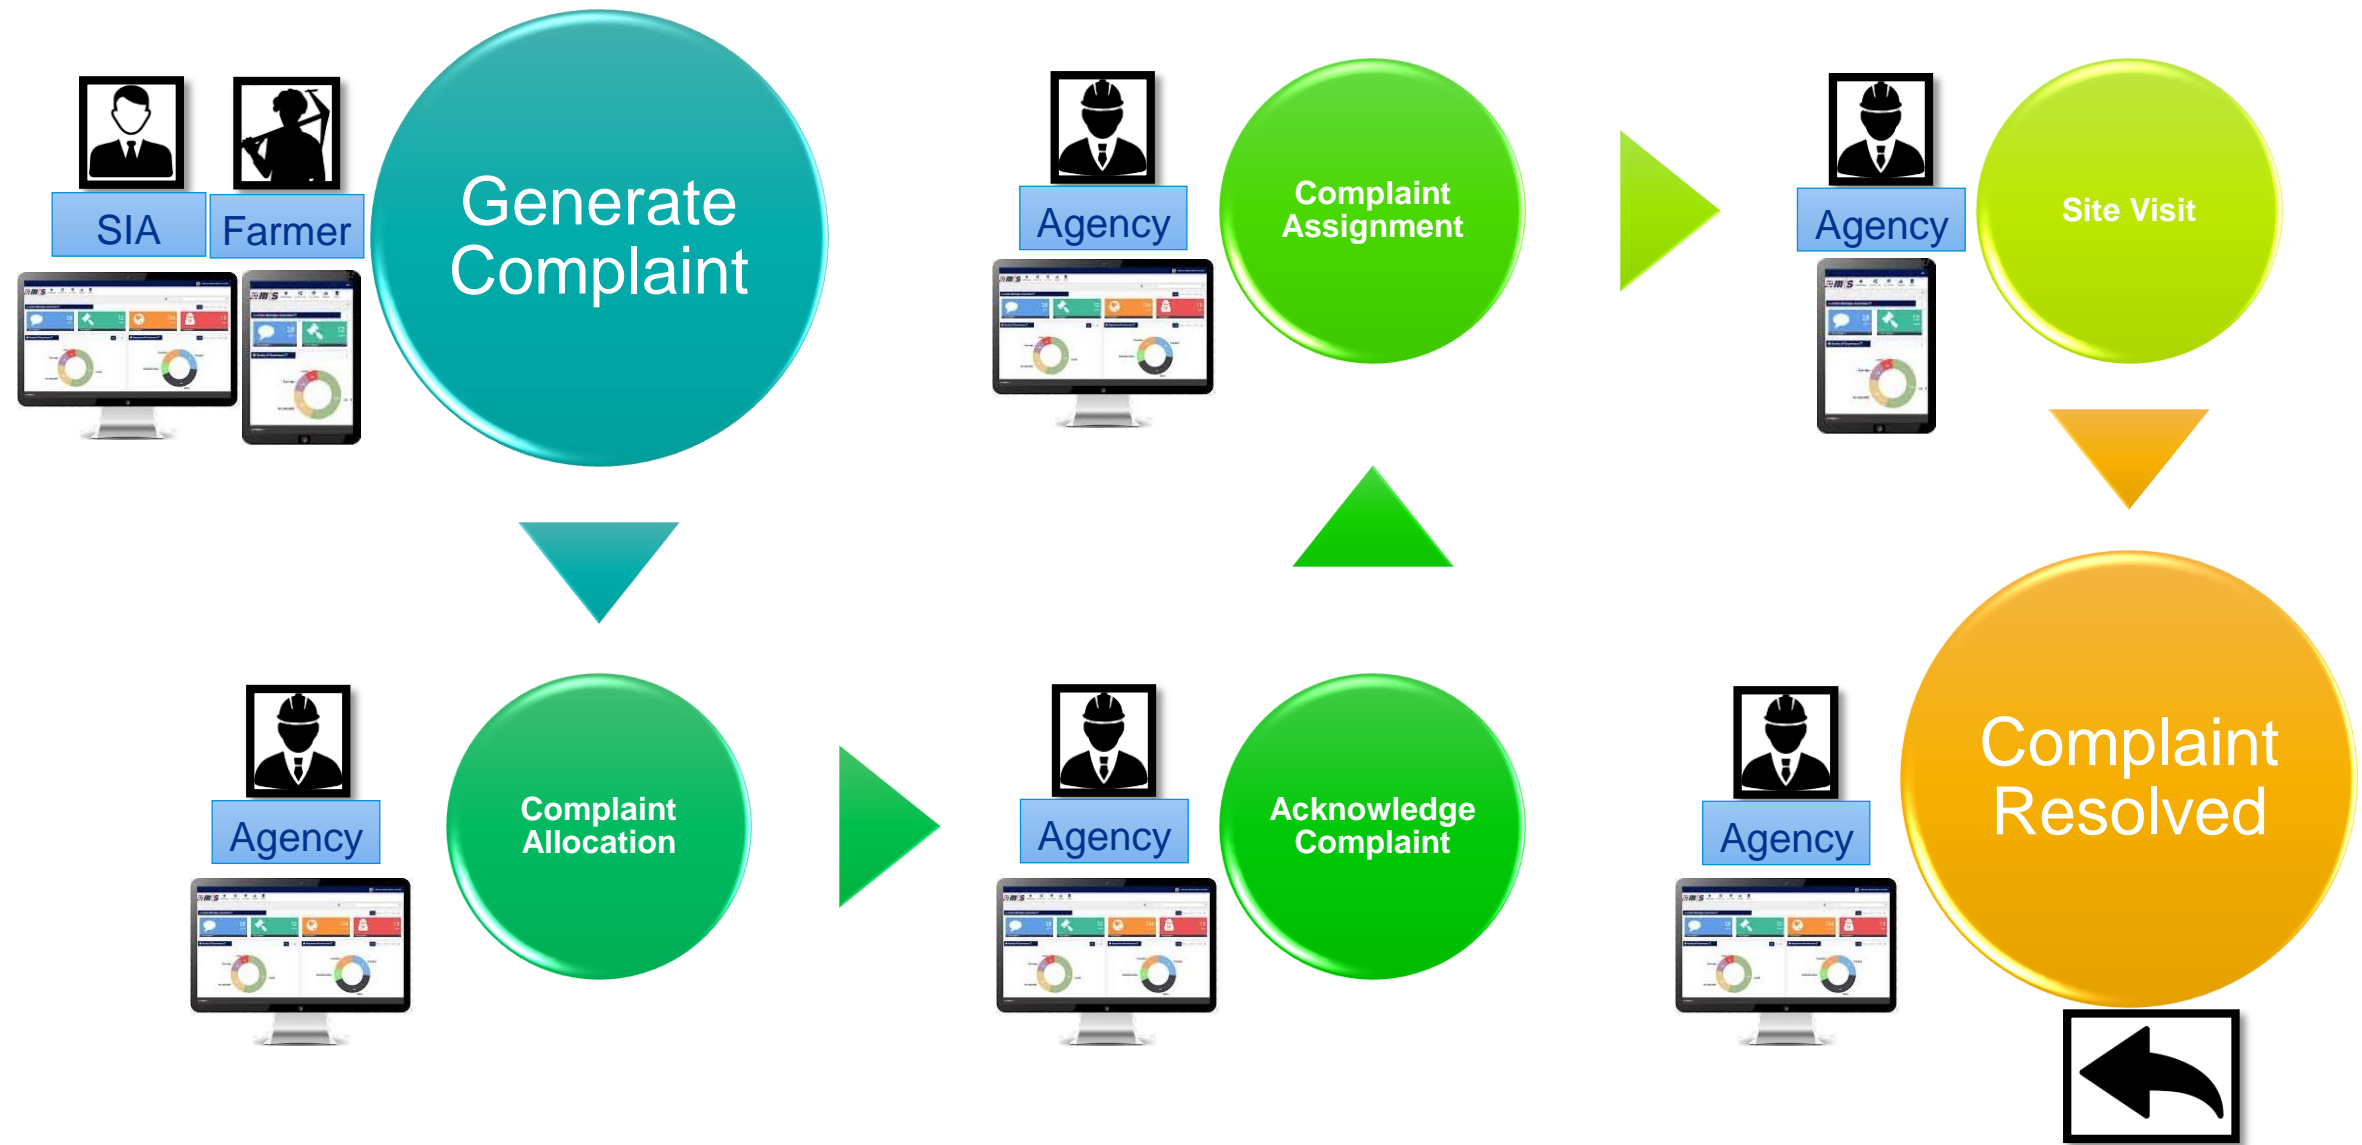 SIA
Farmer
Generate
Complaint
Agency
Complaint
Allocation
Agency
Acknowledge
Complaint
Agency
Complaint
Assignment
Agency
Site Visit
Agency
Complaint
Resolved